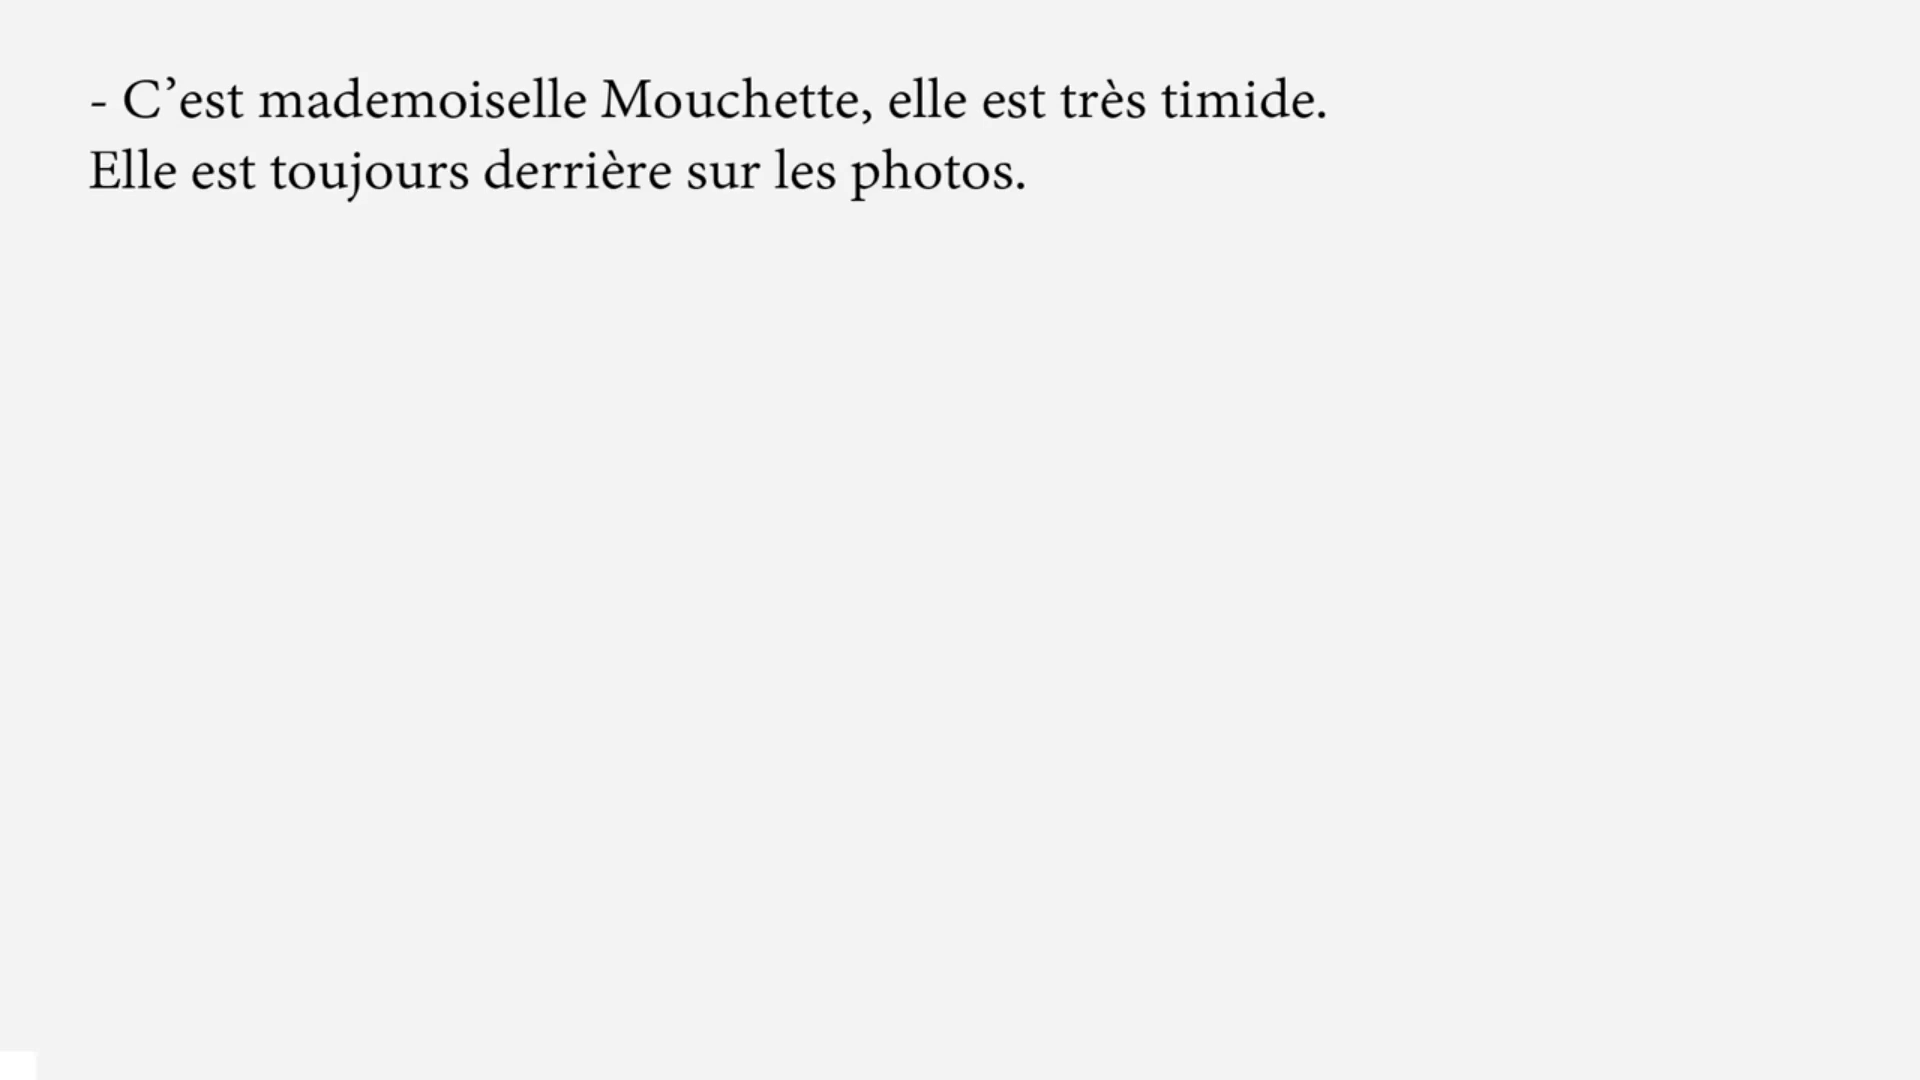 - C’est mademoiselle Mouchette, elle est très timide.
Elle est toujours derrière sur les photos.